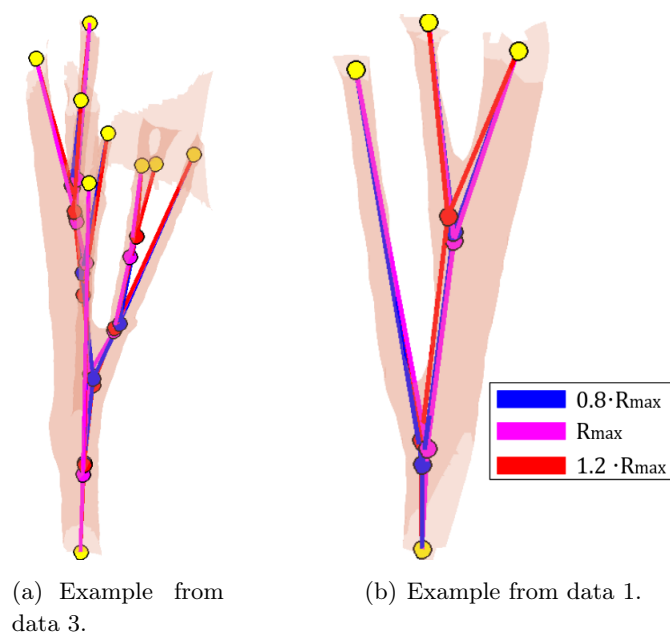 0.8·Rmax
Rmax
1.2 ·Rmax
(a) Example from
data 3.
(b) Example from data 1.